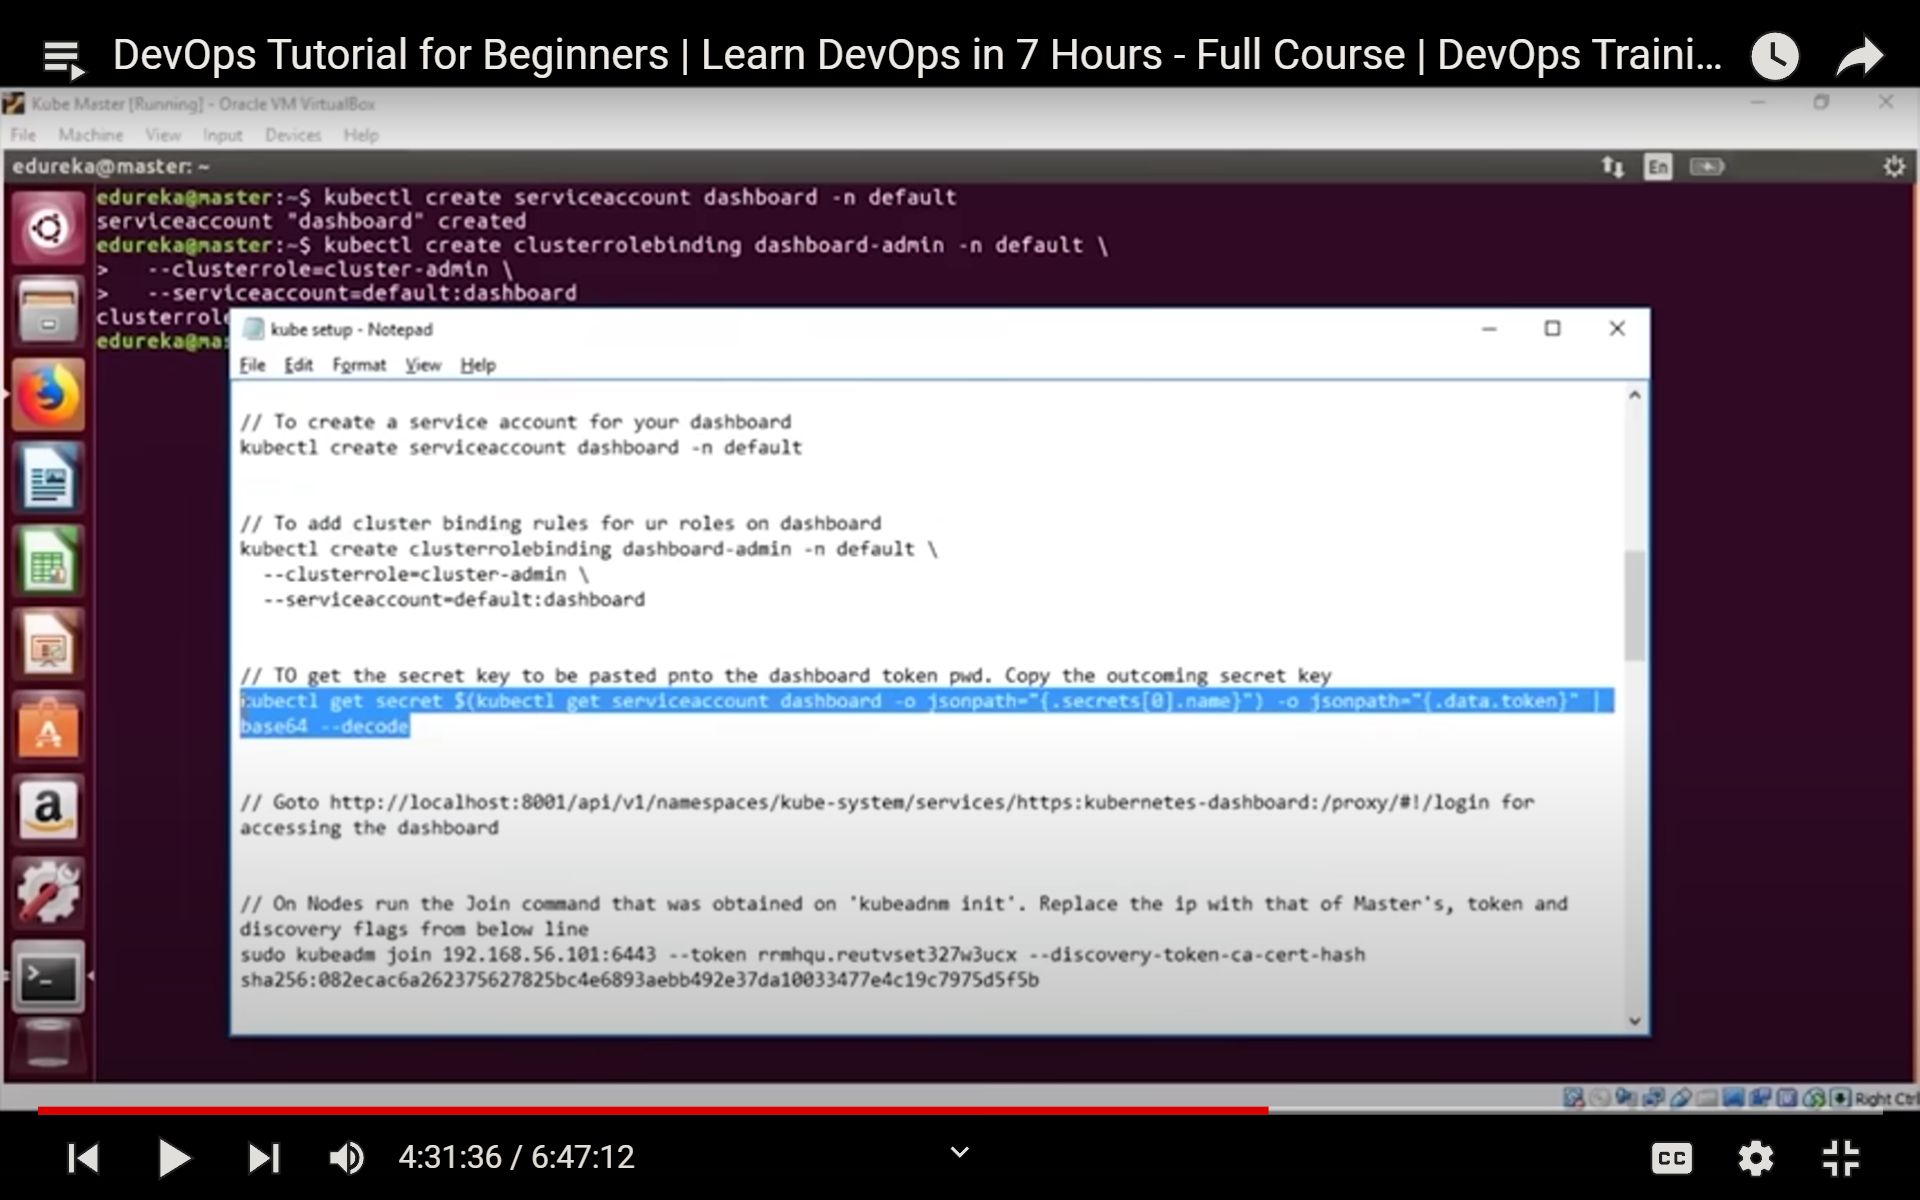 DevOps Tutorial for Beginners | Learn DevOps in 7 Hours - Full Course | DevOps Traini...
Kube Master [Running] - Oracle VM VirtualBox
File Machine View Input Devices Help
edureka@master: ~
En
edureka@master:~$ kubectl create serviceaccount dashboard -n default
serviceaccount "dashboard" created
edureka@master:~$ kubectl create clusterrolebinding dashboard-admin -n default \
> --clusterrole=cluster-admin \
> --serviceaccount=default:dashboard
clusterrole
edureka@mas
kube setup - Notepad
File Edit Format View Help
// To create a service account for your dashboard
kubectl create serviceaccount dashboard -n default
// To add cluster binding rules for ur roles on dashboard
kubectl create clusterrolebinding dashboard-admin -n default \
--clusterrole=cluster-admin \
--serviceaccount=default:dashboard
// TO get the secret key to be pasted pnto the dashboard token pwd. Copy the outcoming secret key
kubectl get secret $(kubectl get serviceaccount dashboard -o jsonpath="{.secrets[0].name}") -o jsonpath="{.data.token}" |
base64 --decode
// Goto http://localhost:8001/api/v1/namespaces/kube-system/services/https:kubernetes-dashboard:/proxy/#!/login for
accessing the dashboard
// On Nodes run the Join command that was obtained on 'kubeadnm init'. Replace the ip with that of Master's, token and
discovery flags from below line
sudo kubeadm join 192.168.56.101:6443 --token rrmhqu.reutvset327w3ucx --discovery-token-ca-cert-hash
sha256:082ecac6a262375627825bc4e6893aebb492e37da10033477e4c19c7975d5f5b
Right Ctrl
4:31:36 / 6:47:12
CC